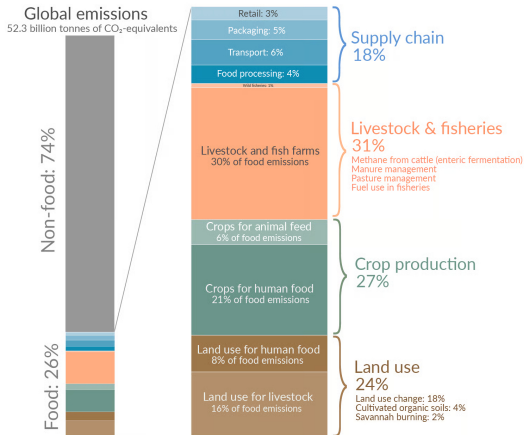 Global emissions
52.3 billion tonnes of CO₂-equivalents
Non-food: 74%
Food: 26%
Retail: 3%
Packaging: 5%
Transport: 6%
Food processing: 4%
Wild fisheries: 1%
Livestock and fish farms
30% of food emissions
Crops for animal feed
6% of food emissions
Crops for human food
21% of food emissions
Land use for human food
8% of food emissions
Land use for livestock
16% of food emissions
Supply chain
18%
Livestock & fisheries
31%
Methane from cattle (enteric fermentation)
Manure management
Pasture management
Fuel use in fisheries
Crop production
27%
Land use
24%
Land use change: 18%
Cultivated organic soils: 4%
Savannah burning: 2%